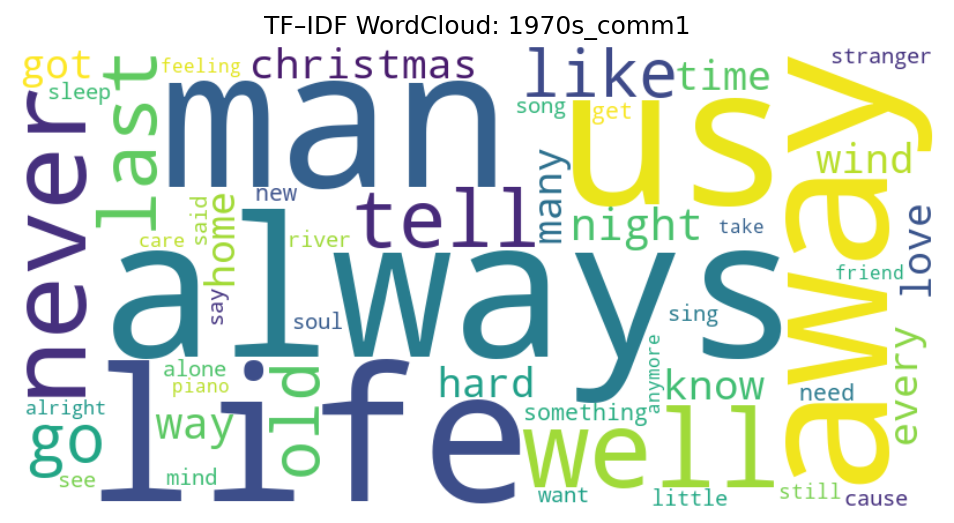 TF–IDF WordCloud: 1970s_comm1
got
feeling
christmas
like
time
stranger
sleep
never
last
man
song
get
us
away
wind
new
said
home
tell
many
night
take
love
care
river
always
friend
say
soul
sing
alone
piano
life
old
hard
anymore
know
need
every
alright
go
way
something
well
see
mind
want
little
still
cause